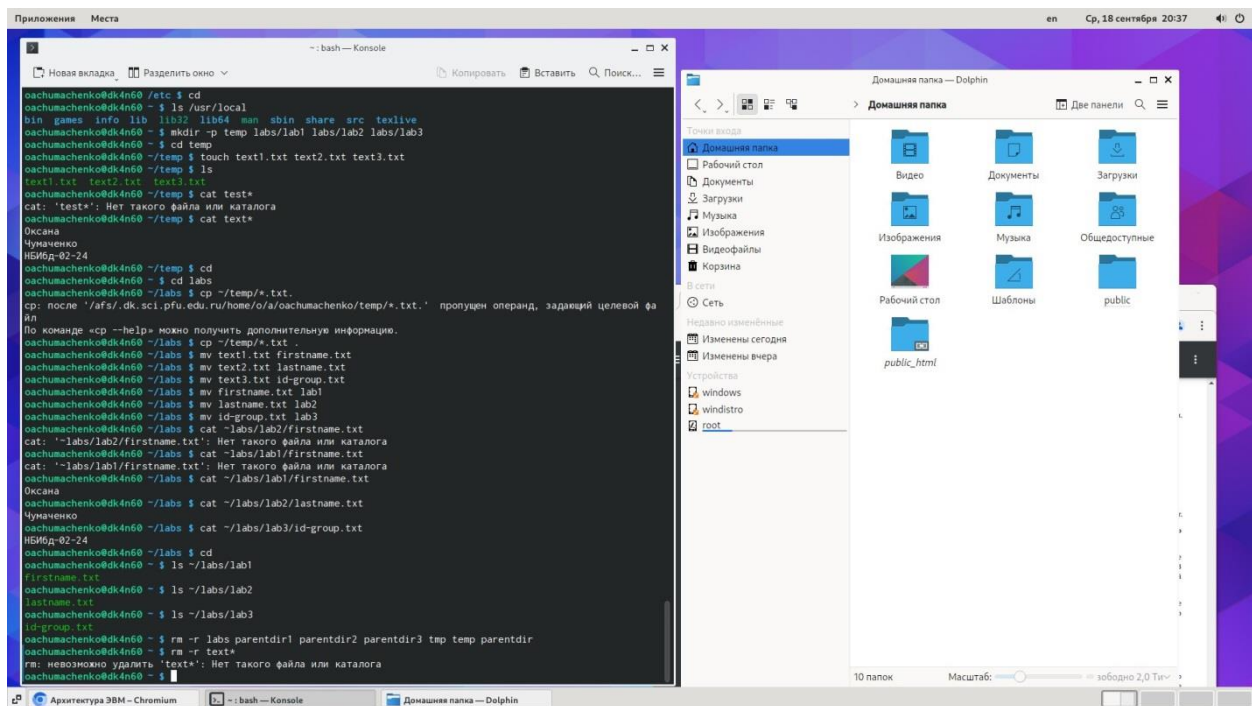 Приложения Места
en Ср, 18 сентября 20:37
~ : bash — Konsole
Новая вкладка Разделить окно Копировать Вставить Поиск...
oachumachenko@dk4n60 /etc $ cd
oachumachenko@dk4n60 ~ $ ls /usr/local
bin games info lib lib32 lib64 man sbin share src texlive
oachumachenko@dk4n60 ~ $ mkdir -p temp labs/lab1 labs/lab2 labs/lab3
oachumachenko@dk4n60 ~ $ cd temp
oachumachenko@dk4n60 ~/temp $ touch text1.txt text2.txt text3.txt
oachumachenko@dk4n60 ~/temp $ ls
text1.txt text2.txt text3.txt
oachumachenko@dk4n60 ~/temp $ cat test*
cat: 'test*': Нет такого файла или каталога
oachumachenko@dk4n60 ~/temp $ cat text*
Оксана
Чумаченко
НБИбд-02-24
oachumachenko@dk4n60 ~/temp $ cd
oachumachenko@dk4n60 ~ $ cd labs
oachumachenko@dk4n60 ~/labs $ cp ~/temp/*.txt.
cp: после '/afs/.dk.sci.pfu.edu.ru/home/o/a/oachumachenko/temp/*.txt.' пропущен операнд, задающий целевой фа
йл
По команде «cp --help» можно получить дополнительную информацию.
oachumachenko@dk4n60 ~/labs $ cp ~/temp/*.txt .
oachumachenko@dk4n60 ~/labs $ mv text1.txt firstname.txt
oachumachenko@dk4n60 ~/labs $ mv text2.txt lastname.txt
oachumachenko@dk4n60 ~/labs $ mv text3.txt id-group.txt
oachumachenko@dk4n60 ~/labs $ mv firstname.txt lab1
oachumachenko@dk4n60 ~/labs $ mv lastname.txt lab2
oachumachenko@dk4n60 ~/labs $ mv id-group.txt lab3
oachumachenko@dk4n60 ~/labs $ cat ~labs/lab2/firstname.txt
cat: '~labs/lab2/firstname.txt': Нет такого файла или каталога
oachumachenko@dk4n60 ~/labs $ cat ~labs/lab1/firstname.txt
cat: '~labs/lab1/firstname.txt': Нет такого файла или каталога
oachumachenko@dk4n60 ~/labs $ cat ~/labs/lab1/firstname.txt
Оксана
oachumachenko@dk4n60 ~/labs $ cat ~/labs/lab2/lastname.txt
Чумаченко
oachumachenko@dk4n60 ~/labs $ cat ~/labs/lab3/id-group.txt
НБИбд-02-24
oachumachenko@dk4n60 ~/labs $ cd
oachumachenko@dk4n60 ~ $ ls ~/labs/lab1
firstname.txt
oachumachenko@dk4n60 ~ $ ls ~/labs/lab2
lastname.txt
oachumachenko@dk4n60 ~ $ ls ~/labs/lab3
id-group.txt
oachumachenko@dk4n60 ~ $ rm -r labs parentdir1 parentdir2 parentdir3 tmp temp parentdir
oachumachenko@dk4n60 ~ $ rm -r text*
rm: невозможно удалить 'text*': Нет такого файла или каталога
oachumachenko@dk4n60 ~ $
Домашняя папка — Dolphin
Домашняя папка
Две панели
Точки входа
Домашняя папка
Рабочий стол
Документы
Загрузки
Музыка
Изображения
Видеофайлы
Корзина
В сети
Сеть
Недавно изменённые
Изменены сегодня
Изменены вчера
Устройства
windows
windistro
root
Видео Документы Загрузки
Изображения Музыка Общедоступные
Рабочий стол Шаблоны public
public_html
10 папок Масштаб: 2,0
Архитектура ЭВМ – Chromium
~ : bash — Konsole
Домашняя папка — Dolphin